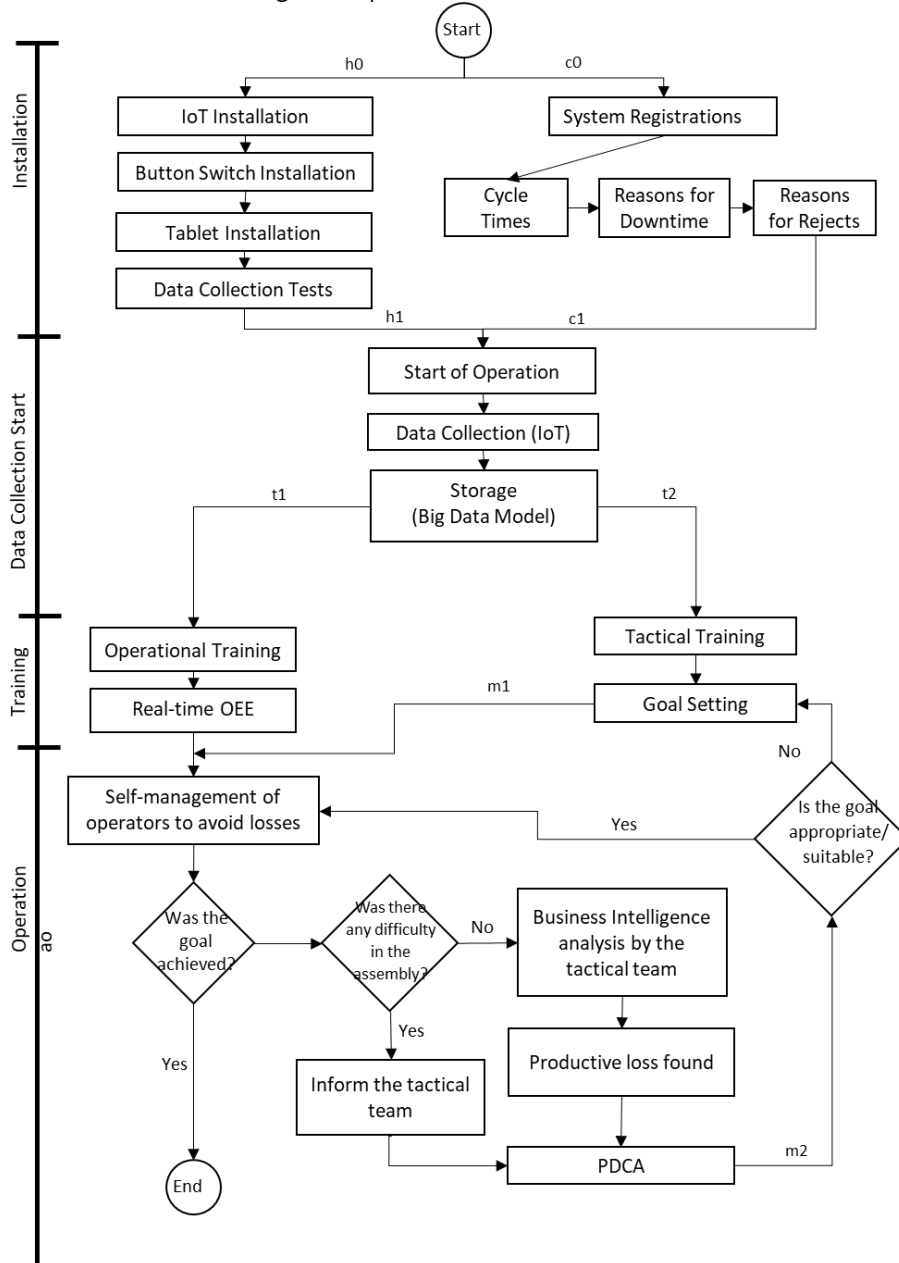 Start
h0
c0
Installation
IoT Installation
System Registrations
Button Switch Installation
Cycle
Times
Reasons for
Downtime
Reasons
for Rejects
Tablet Installation
Data Collection Tests
h1
c1
Data Collection Start
Start of Operation
Data Collection (IoT)
Storage
(Big Data Model)
t1
t2
Training
Operational Training
Tactical Training
Real-time OEE
m1
Goal Setting
No
Operation
ao
Self-management of
operators to avoid losses
Yes
Is the goal
appropriate/
suitable?
Was the
goal
achieved?
Was there
any difficulty
in the
assembly?
No
Business Intelligence
analysis by the
tactical team
Yes
Yes
Productive loss found
Inform the tactical
team
PDCA
m2
End